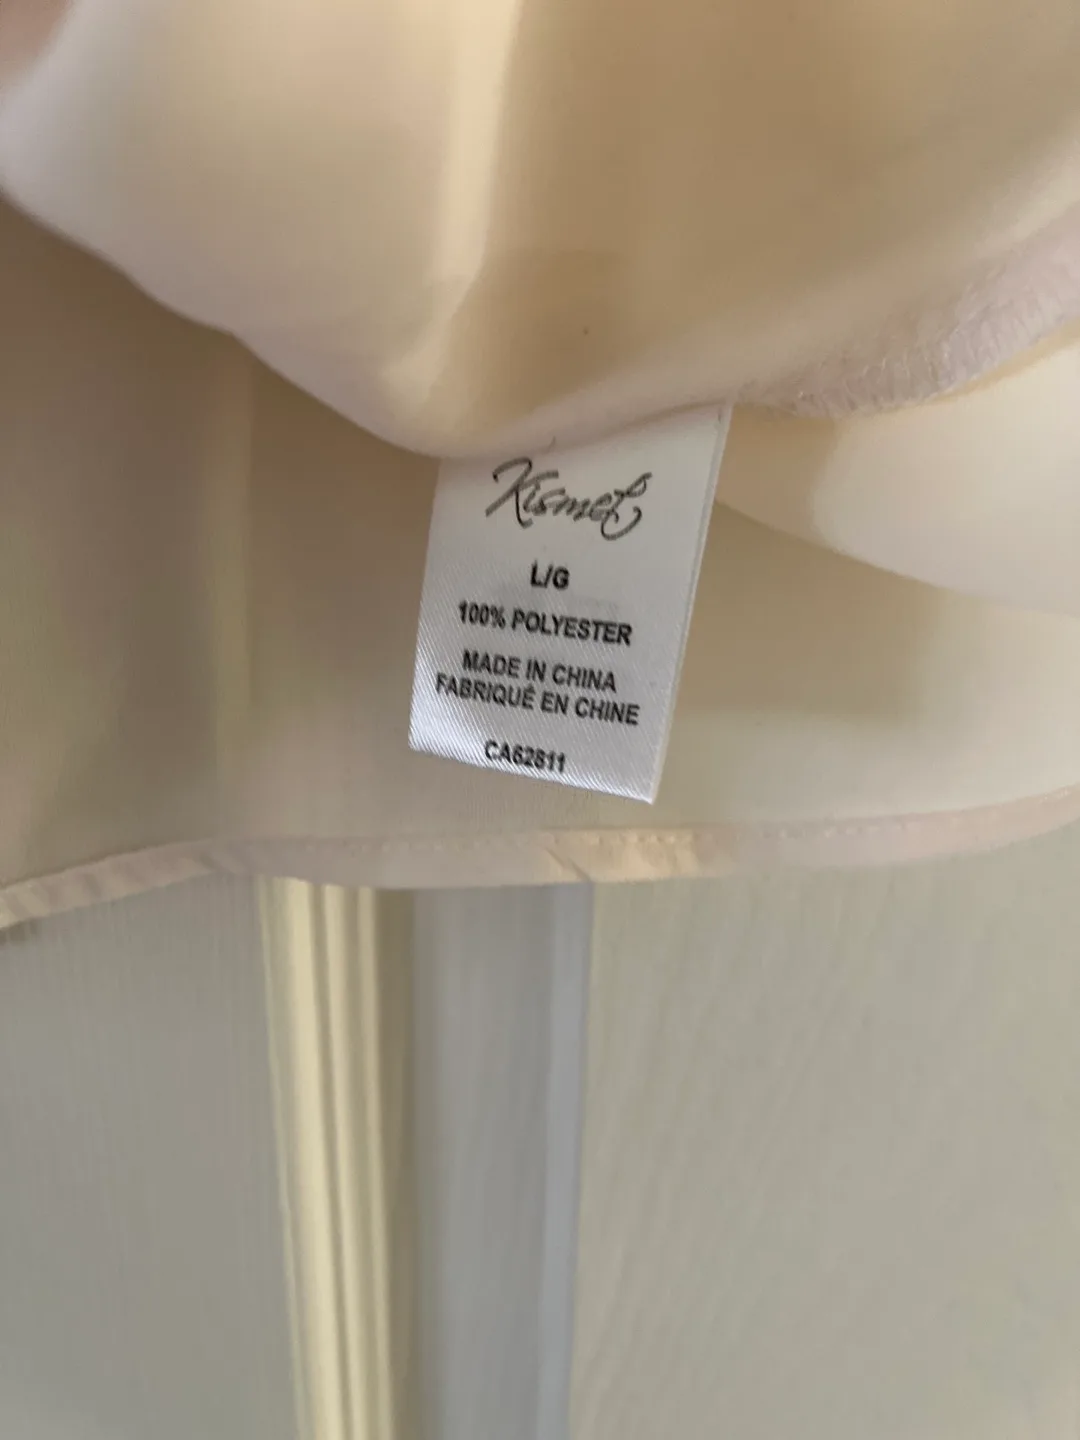 Kismet
L/G
100% POLYESTER
MADE IN CHINA
FABRIQUÉ EN CHINE
CA62811